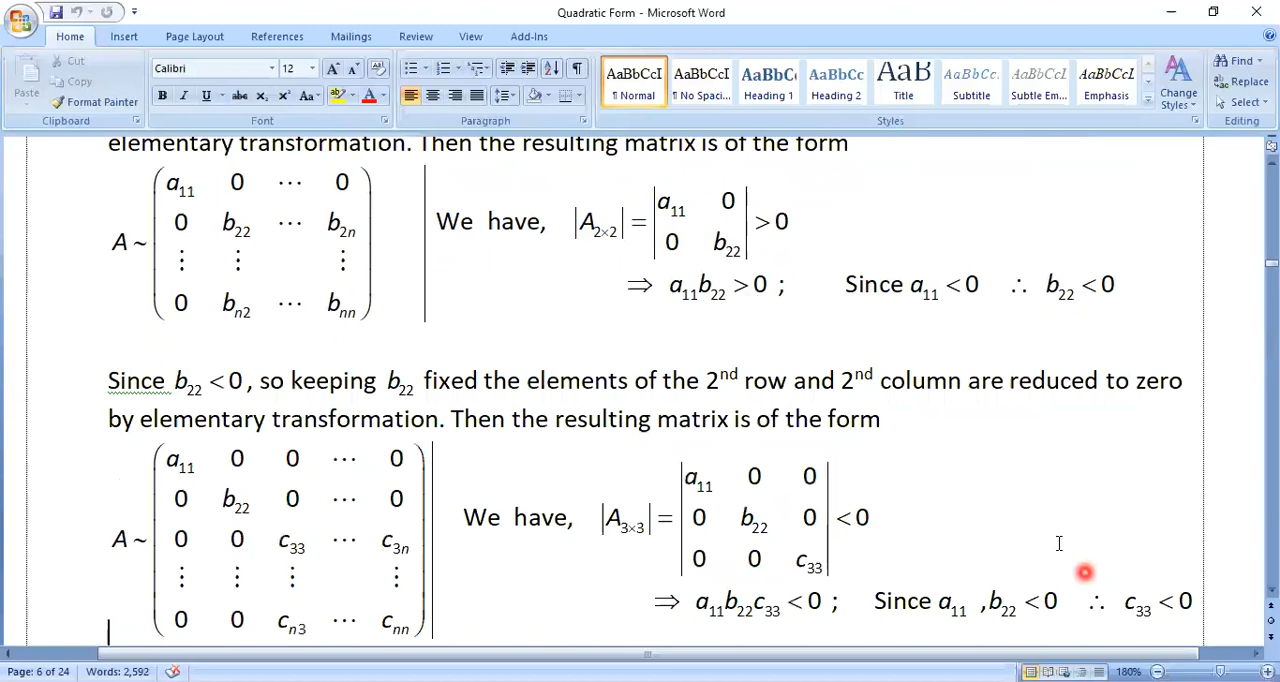 Quadratic Form - Microsoft Word
Home Insert Page Layout References Mailings Review View Add-Ins
Paste
Cut
Copy
Format Painter
Clipboard
Calibri 12
B I U abc X₂ X² Aa
Font
Paragraph
AaBbCcI AaBbCcI AaBbC AaBbCc AaB AaBbCc. AaBbCcI AaBbCcI
¶ Normal ¶ No Spaci... Heading 1 Heading 2 Title Subtitle Subtle Em... Emphasis
Change Styles
Styles
Find
Replace
Select
Editing
elementary transformation. Then the resulting matrix is of the form
a₁₁ 0 ⋯ 0
0 b₂₂ ⋯ b₂ₙ
A ~
⋮ ⋮ ⋮
0 bₙ₂ ⋯ bₙₙ
We have, |A₂ₓ₂| = | a₁₁ 0 | > 0
0 b₂₂
⇒ a₁₁b₂₂ > 0 ; Since a₁₁ < 0 ∴ b₂₂ < 0
Since b₂₂ < 0 , so keeping b₂₂ fixed the elements of the 2nd row and 2nd column are reduced to zero
by elementary transformation. Then the resulting matrix is of the form
a₁₁ 0 0 ⋯ 0
0 b₂₂ 0 ⋯ 0
A ~ 0 0 c₃₃ ⋯ c₃ₙ
⋮ ⋮ ⋮ ⋮
0 0 cₙ₃ ⋯ cₙₙ
a₁₁ 0 0
We have, |A₃ₓ₃| = 0 b₂₂ 0 < 0
0 0 c₃₃
⇒ a₁₁b₂₂c₃₃ < 0 ; Since a₁₁ ,b₂₂ < 0 ∴ c₃₃ < 0
Page: 6 of 24 Words: 2,592 180%